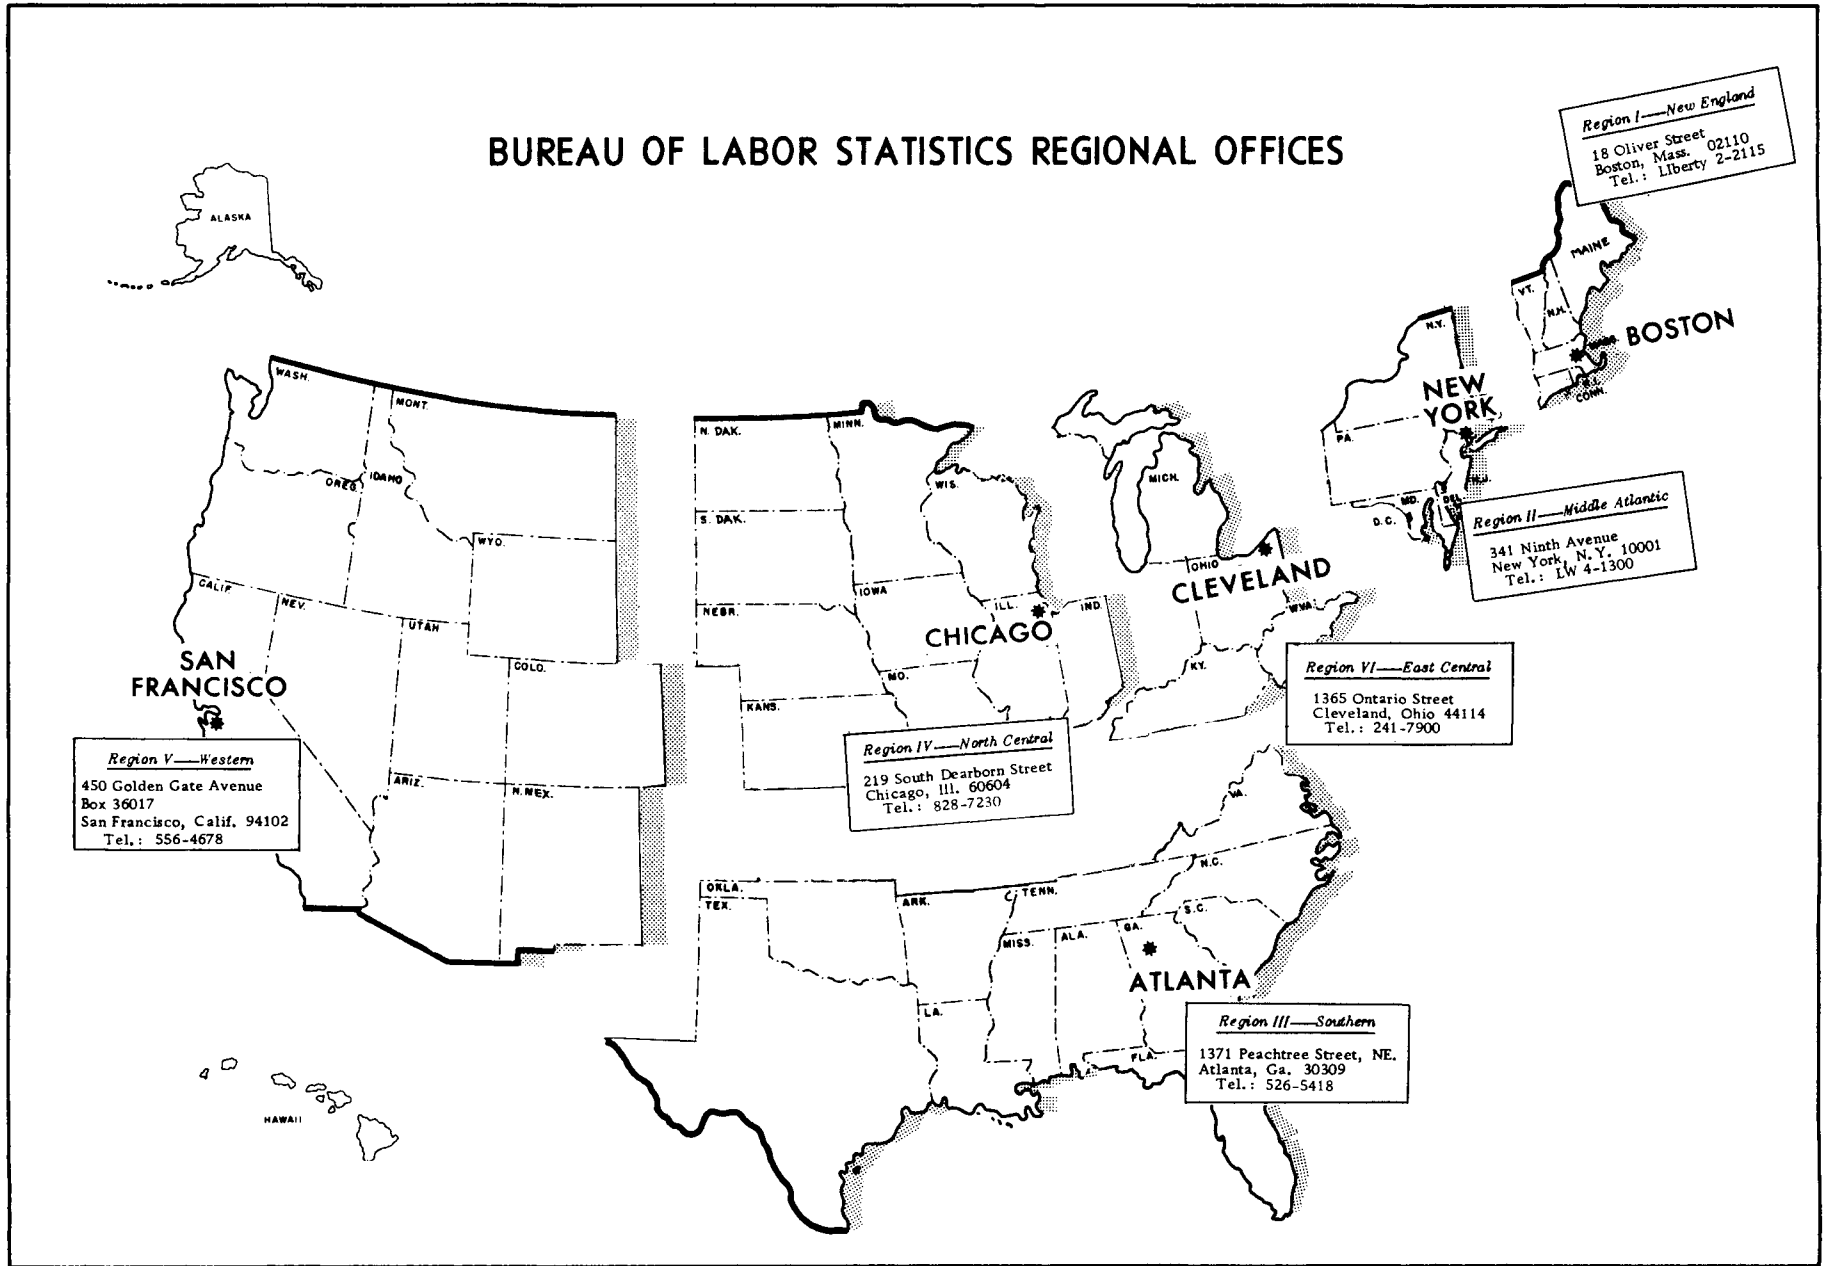 BUREAU OF LABOR STATISTICS REGIONAL OFFICES
Region I—New England
18 Oliver Street
Boston, Mass. 02110
Tel.: LIberty 2-2115
ALASKA
MAINE
VT.
N.H.
BOSTON
R.I.
CONN.
N.Y.
NEW
YORK
PA.
N.J.
MD.
DEL.
D.C.
Region II—Middle Atlantic
341 Ninth Avenue
New York, N.Y. 10001
Tel.: LW 4-1300
WASH.
MONT.
OREG.
IDAHO
WYO.
CALIF.
NEV.
UTAH
COLO.
ARIZ.
N. MEX.
SAN
FRANCISCO
Region V—Western
450 Golden Gate Avenue
Box 36017
San Francisco, Calif. 94102
Tel.: 556-4678
N. DAK.
MINN.
WIS.
S. DAK.
IOWA
NEBR.
ILL.
IND.
CHICAGO
MO.
KANS.
Region IV—North Central
219 South Dearborn Street
Chicago, Ill. 60604
Tel.: 828-7230
MICH.
OHIO
CLEVELAND
W.VA.
KY.
Region VI—East Central
1365 Ontario Street
Cleveland, Ohio 44114
Tel.: 241-7900
VA.
N.C.
OKLA.
TEX.
ARK.
TENN.
S.C.
MISS.
ALA.
GA.
ATLANTA
LA.
FLA.
Region III—Southern
1371 Peachtree Street, NE.
Atlanta, Ga. 30309
Tel.: 526-5418
HAWAII